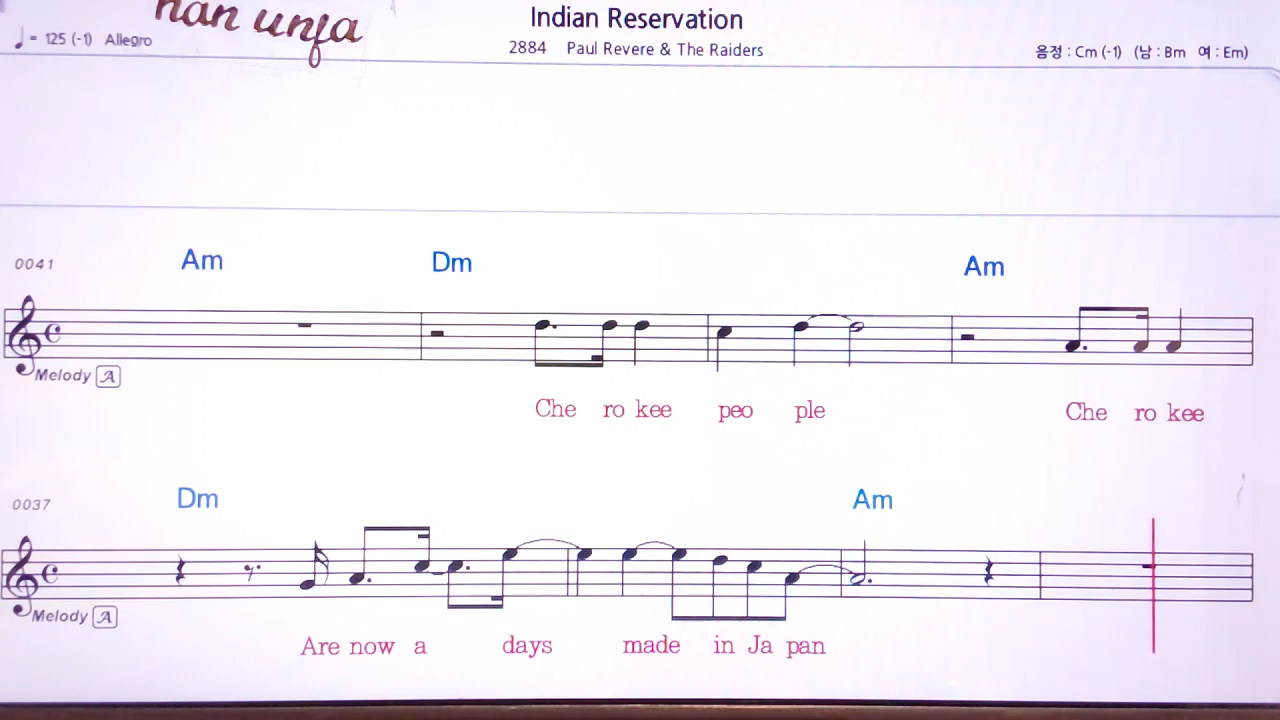 han unfa
Indian Reservation
♩ = 125 (-1) Allegro
2884 Paul Revere & The Raiders
음정 : Cm (-1) (남 : Bm 여 : Em)
0041 Am Dm Am
Melody A
Che ro kee peo ple Che ro kee
0037 Dm Am
Melody A
Are now a days made in Ja pan